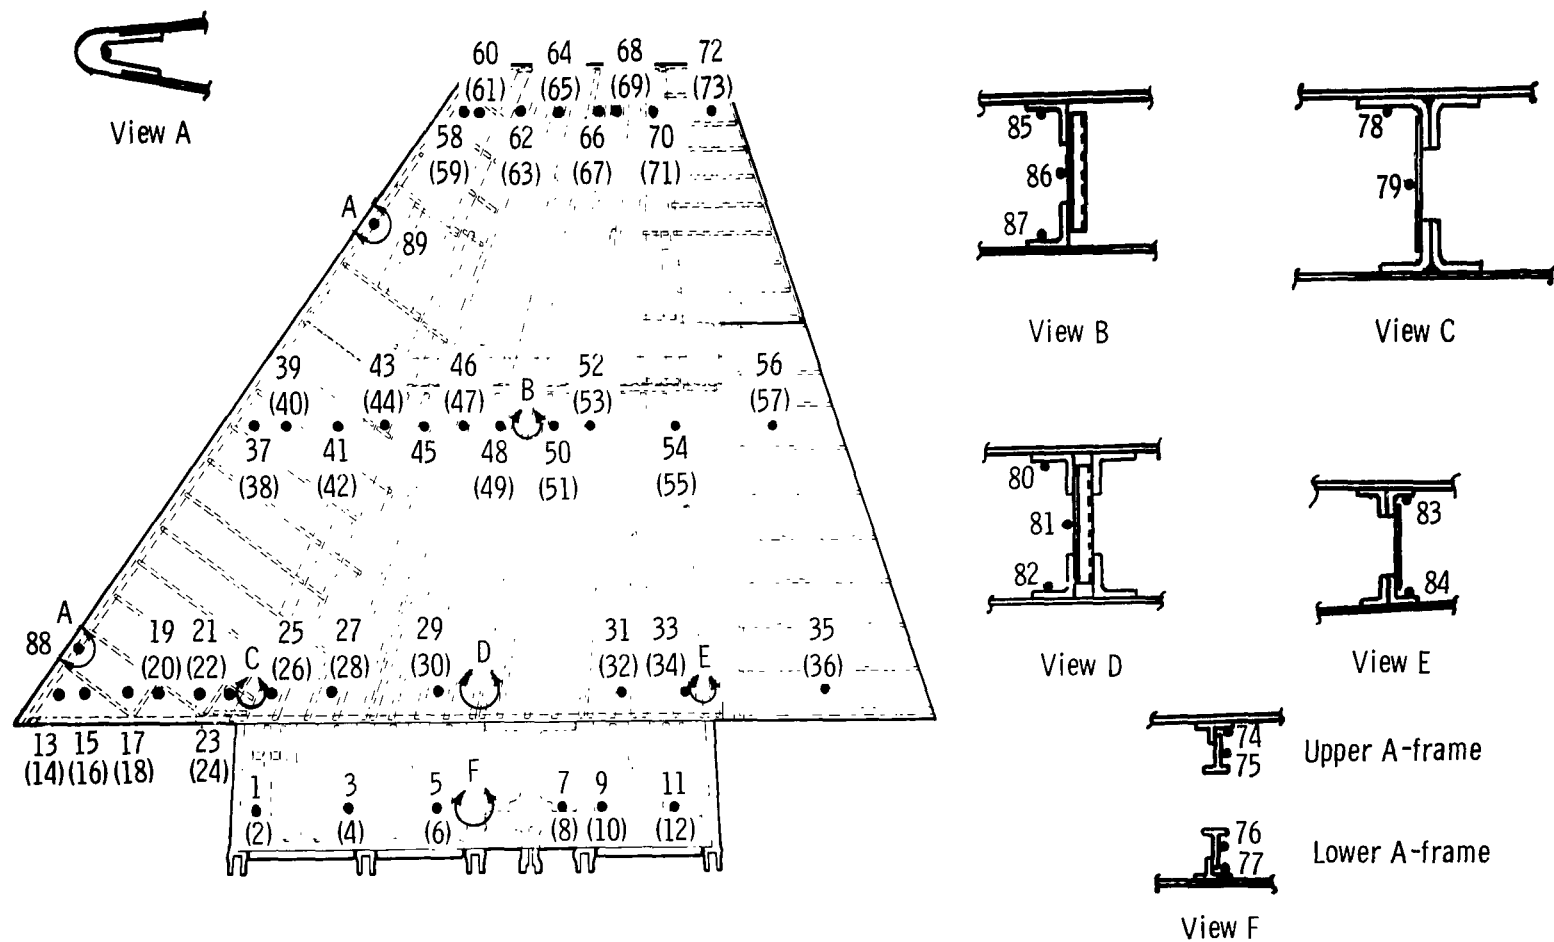 View A
60 64 68 72
(61) (65) (69) (73)
58 62 66 70
(59) (63) (67) (71)
A
89
39 43 46 52 56
(40) (44) (47) B (53) (57)
37 41 45 48 50 54
(38) (42) (49) (51) (55)
A
88
19 21 25 27 29 31 33 35
(20) (22) C (26) (28) (30) D (32) (34) E (36)
13 15 17 23
(14) (16) (18) (24)
1 3 5 F 7 9 11
(2) (4) (6) (8) (10) (12)
85
86
87
View B
78
79
View C
80
81
82
View D
83
84
View E
74
75
Upper A-frame
76
77
Lower A-frame
View F